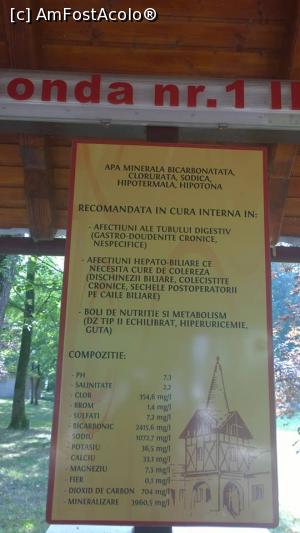 [c] AmFostAcolo®
onda nr. 1
APA MINERALA BICARBONATATA,
CLORURATA, SODICA,
HIPOTERMALA, HIPOTONA
RECOMANDATA IN CURA INTERNA IN:
- AFECTIUNI ALE TUBULUI DIGESTIV
(GASTRO-DOUDENITE CRONICE,
NESPECIFICE)
- AFECTIUNI HEPATO-BILIARE CE
NECESITA CURE DE COLEREZA
(DISCHINEZII BILIARE, COLECISTITE
CRONICE, SECHELE POSTOPERATORII
PE CAILE BILIARE)
- BOLI DE NUTRITIE SI METABOLISM
(DZ TIP II ECHILIBRAT, HIPERURICEMIE,
GUTA)
COMPOZITIE:
- PH 7.3
- SALINITATE 2,2
- CLOR 354,6 mg/l
- BROM 1,4 mg/l
- SULFATI 7,2 mg/l
- BICARBONIC 2415,6 mg/l
- SODIU 1072,7 mg/l
- POTASIU 36,5 mg/l
- CALCIU 33,1 mg/l
- MAGNEZIU 7,3 mg/l
- FIER 0,1 mg/l
- DIOXID DE CARBON 704 mg/l
- MINERALIZARE 3960,5 mg/l